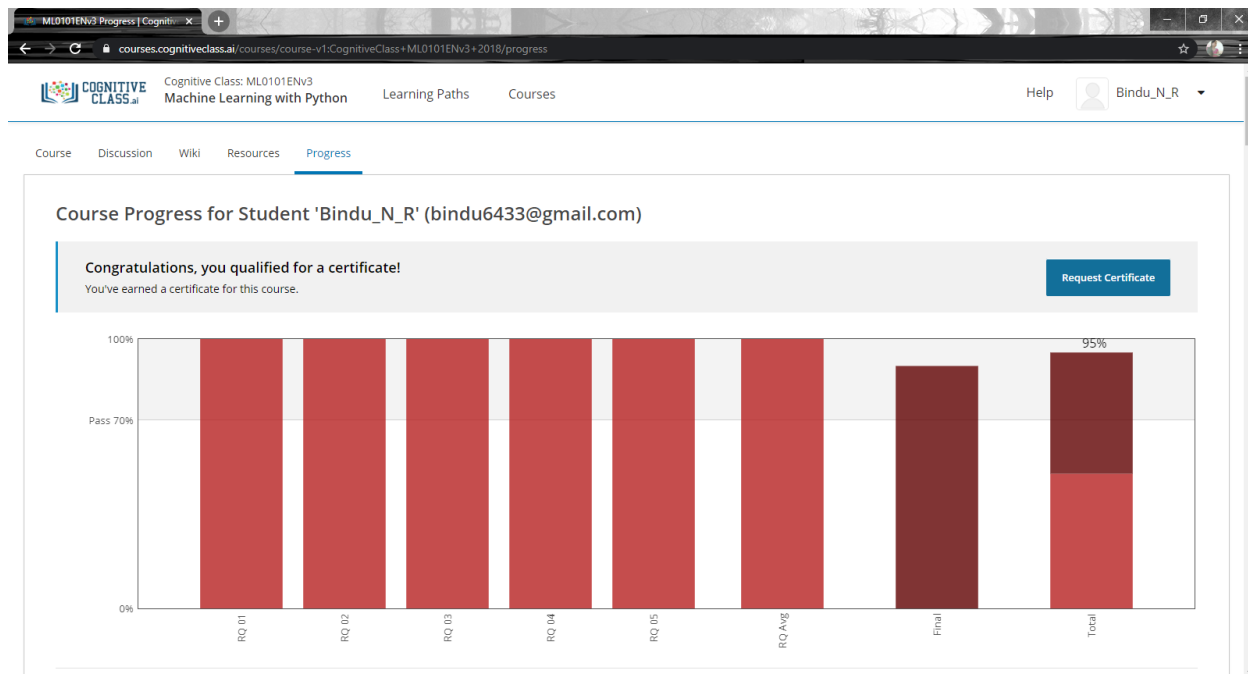 ML0101ENv3 Progress | Cogniti
courses.cognitiveclass.ai/courses/course-v1:CognitiveClass+ML0101ENv3+2018/progress
COGNITIVE
CLASS.ai
Cognitive Class: ML0101ENv3
Machine Learning with Python
Learning Paths
Courses
Help
Bindu_N_R
Course
Discussion
Wiki
Resources
Progress
Course Progress for Student 'Bindu_N_R' (bindu6433@gmail.com)
Congratulations, you qualified for a certificate!
You've earned a certificate for this course.
Request Certificate
100%
95%
Pass 70%
0%
RQ 01
RQ 02
RQ 03
RQ 04
RQ 05
RQ Avg
Final
Total